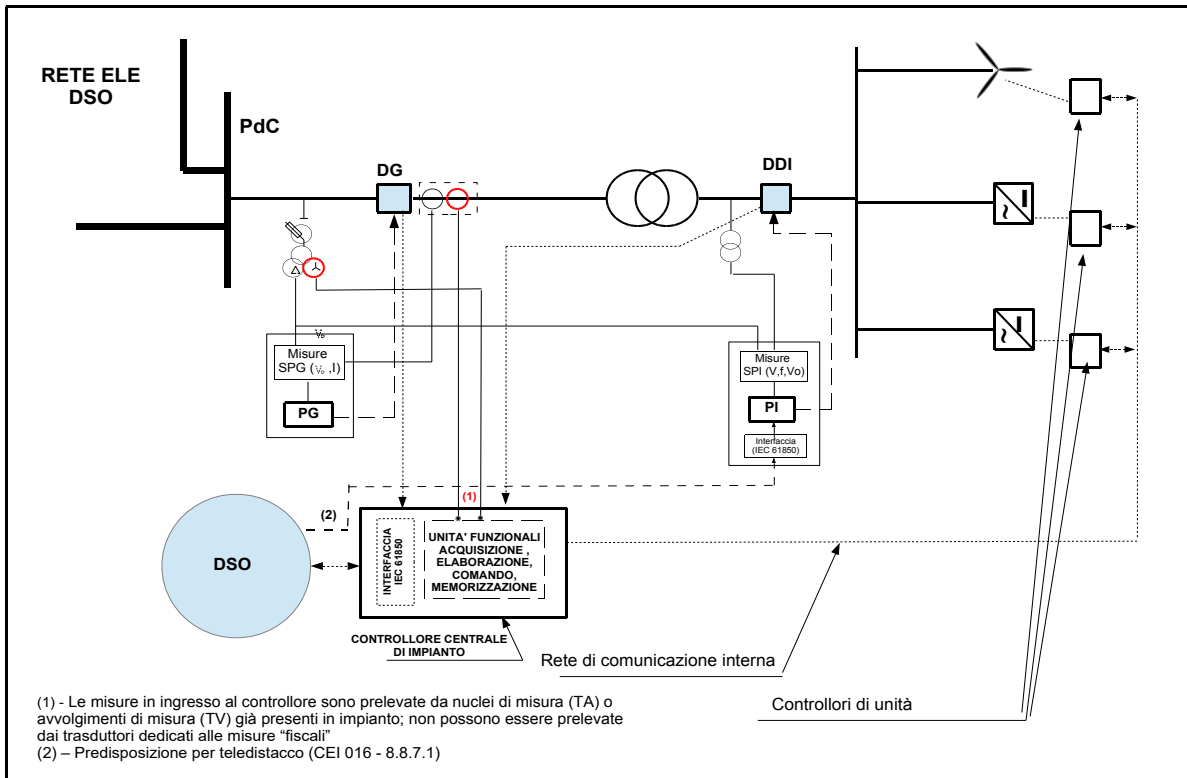 RETE ELE
DSO
PdC
DG
DDI
Misure
SPG ( V₀ ,I)
PG
Misure
SPI (V,f,Vo)
PI
Interfaccia
(IEC 61850)
(1)
(2)
DSO
INTERFACCIA
IEC 61850
UNITA' FUNZIONALI
ACQUISIZIONE ,
ELABORAZIONE,
COMANDO,
MEMORIZZAZIONE
CONTROLLORE CENTRALE
DI IMPIANTO
Rete di comunicazione interna
Controllori di unità
(1) - Le misure in ingresso al controllore sono prelevate da nuclei di misura (TA) o
avvolgimenti di misura (TV) già presenti in impianto; non possono essere prelevate
dai trasduttori dedicati alle misure “fiscali”
(2) – Predisposizione per teledistacco (CEI 016 - 8.8.7.1)